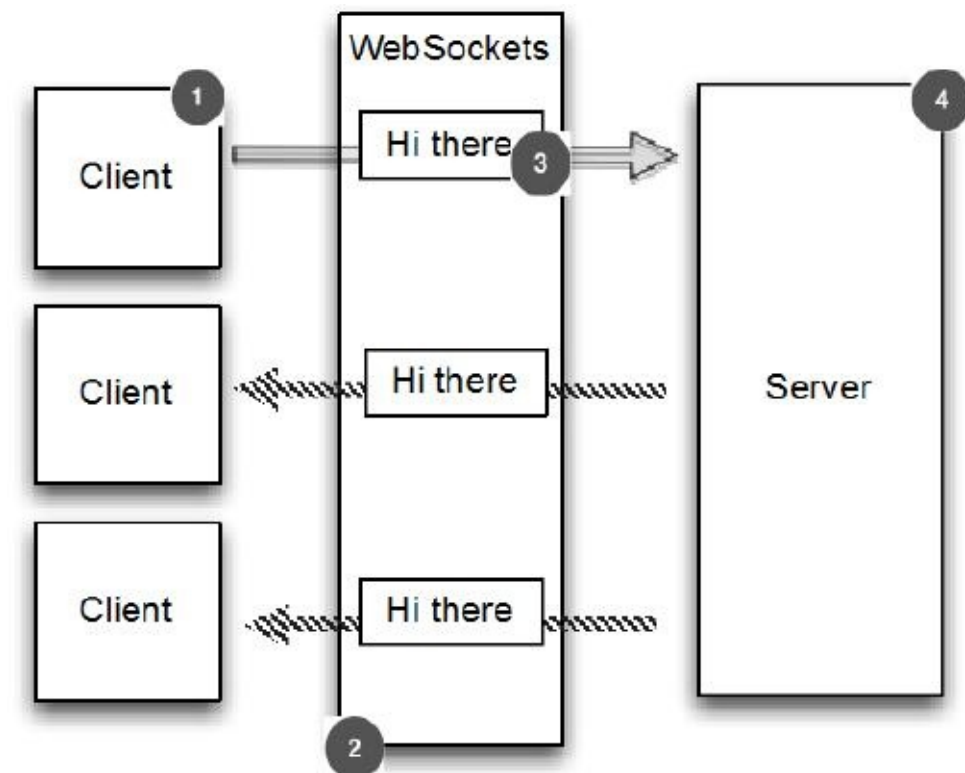 WebSockets
1
4
Client
Hi there
3
Client
Hi there
Server
Client
Hi there
2